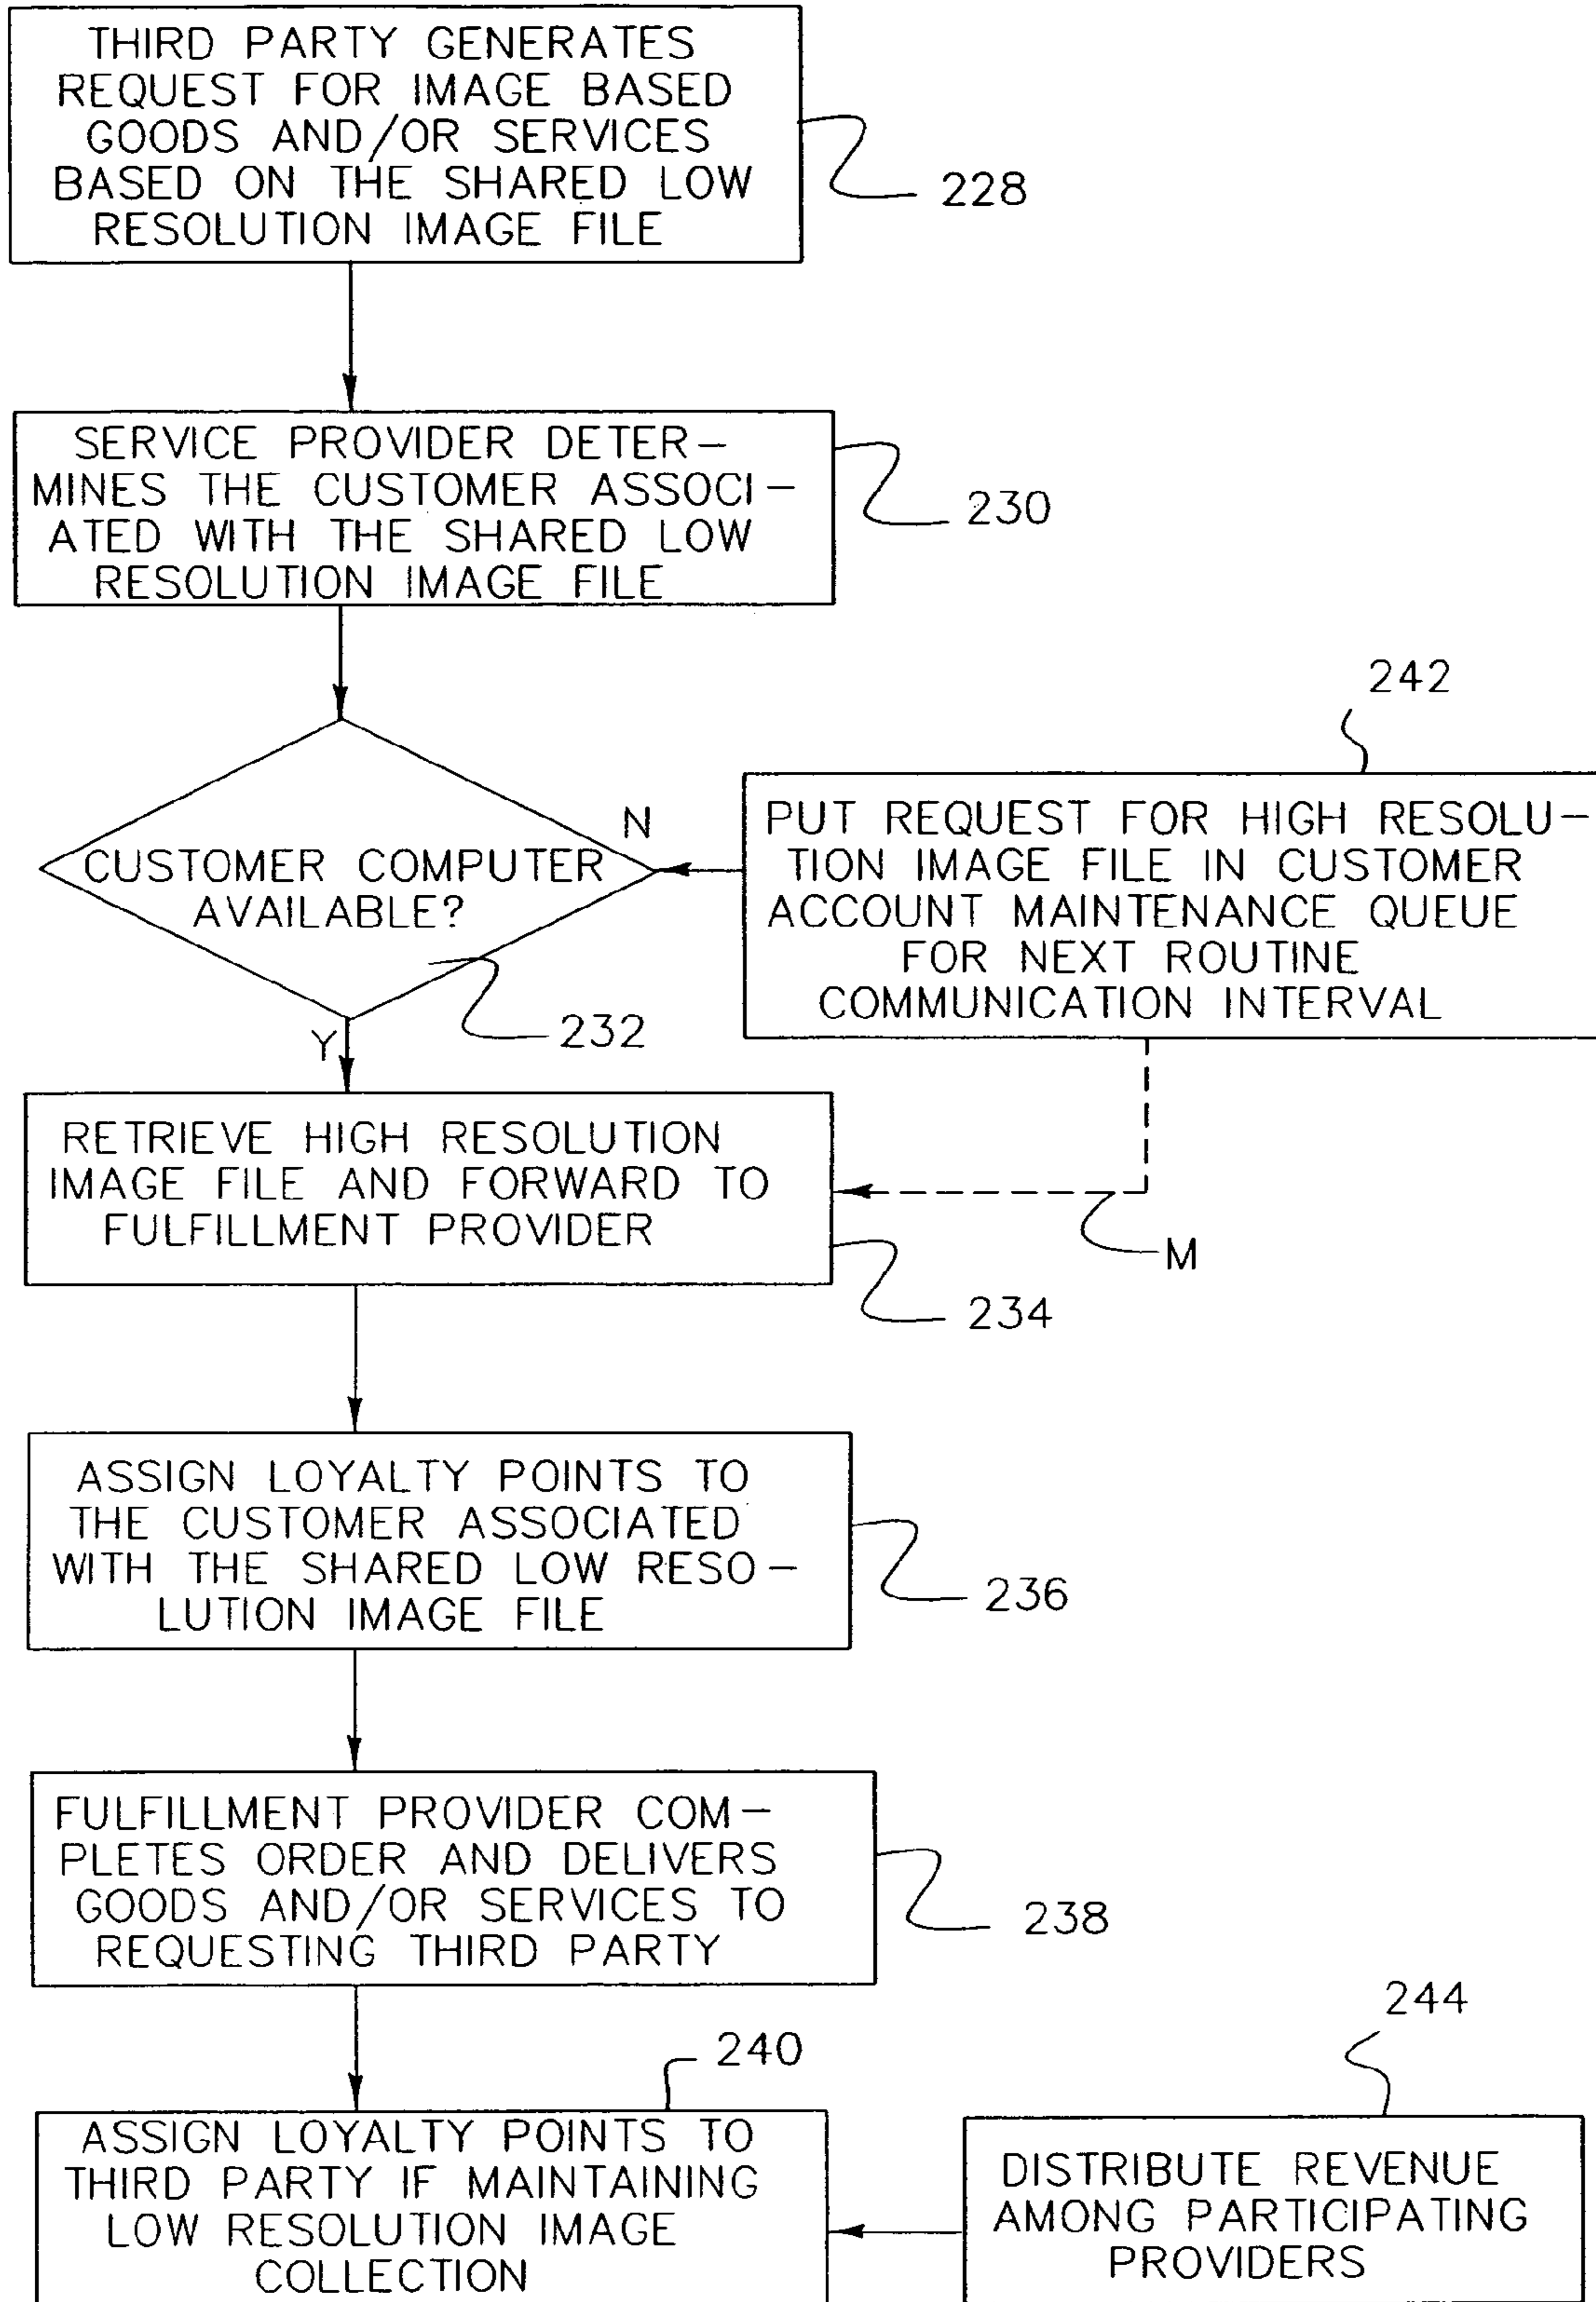 THIRD PARTY GENERATES
REQUEST FOR IMAGE BASED
GOODS AND/OR SERVICES
BASED ON THE SHARED LOW
RESOLUTION IMAGE FILE
228
SERVICE PROVIDER DETER-
MINES THE CUSTOMER ASSOCI-
ATED WITH THE SHARED LOW
RESOLUTION IMAGE FILE
230
242
CUSTOMER COMPUTER
AVAILABLE?
N
Y
232
PUT REQUEST FOR HIGH RESOLU-
TION IMAGE FILE IN CUSTOMER
ACCOUNT MAINTENANCE QUEUE
FOR NEXT ROUTINE
COMMUNICATION INTERVAL
RETRIEVE HIGH RESOLUTION
IMAGE FILE AND FORWARD TO
FULFILLMENT PROVIDER
M
234
ASSIGN LOYALTY POINTS TO
THE CUSTOMER ASSOCIATED
WITH THE SHARED LOW RESO-
LUTION IMAGE FILE
236
FULFILLMENT PROVIDER COM-
PLETES ORDER AND DELIVERS
GOODS AND/OR SERVICES TO
REQUESTING THIRD PARTY
238
240
244
ASSIGN LOYALTY POINTS TO
THIRD PARTY IF MAINTAINING
LOW RESOLUTION IMAGE
COLLECTION
DISTRIBUTE REVENUE
AMONG PARTICIPATING
PROVIDERS